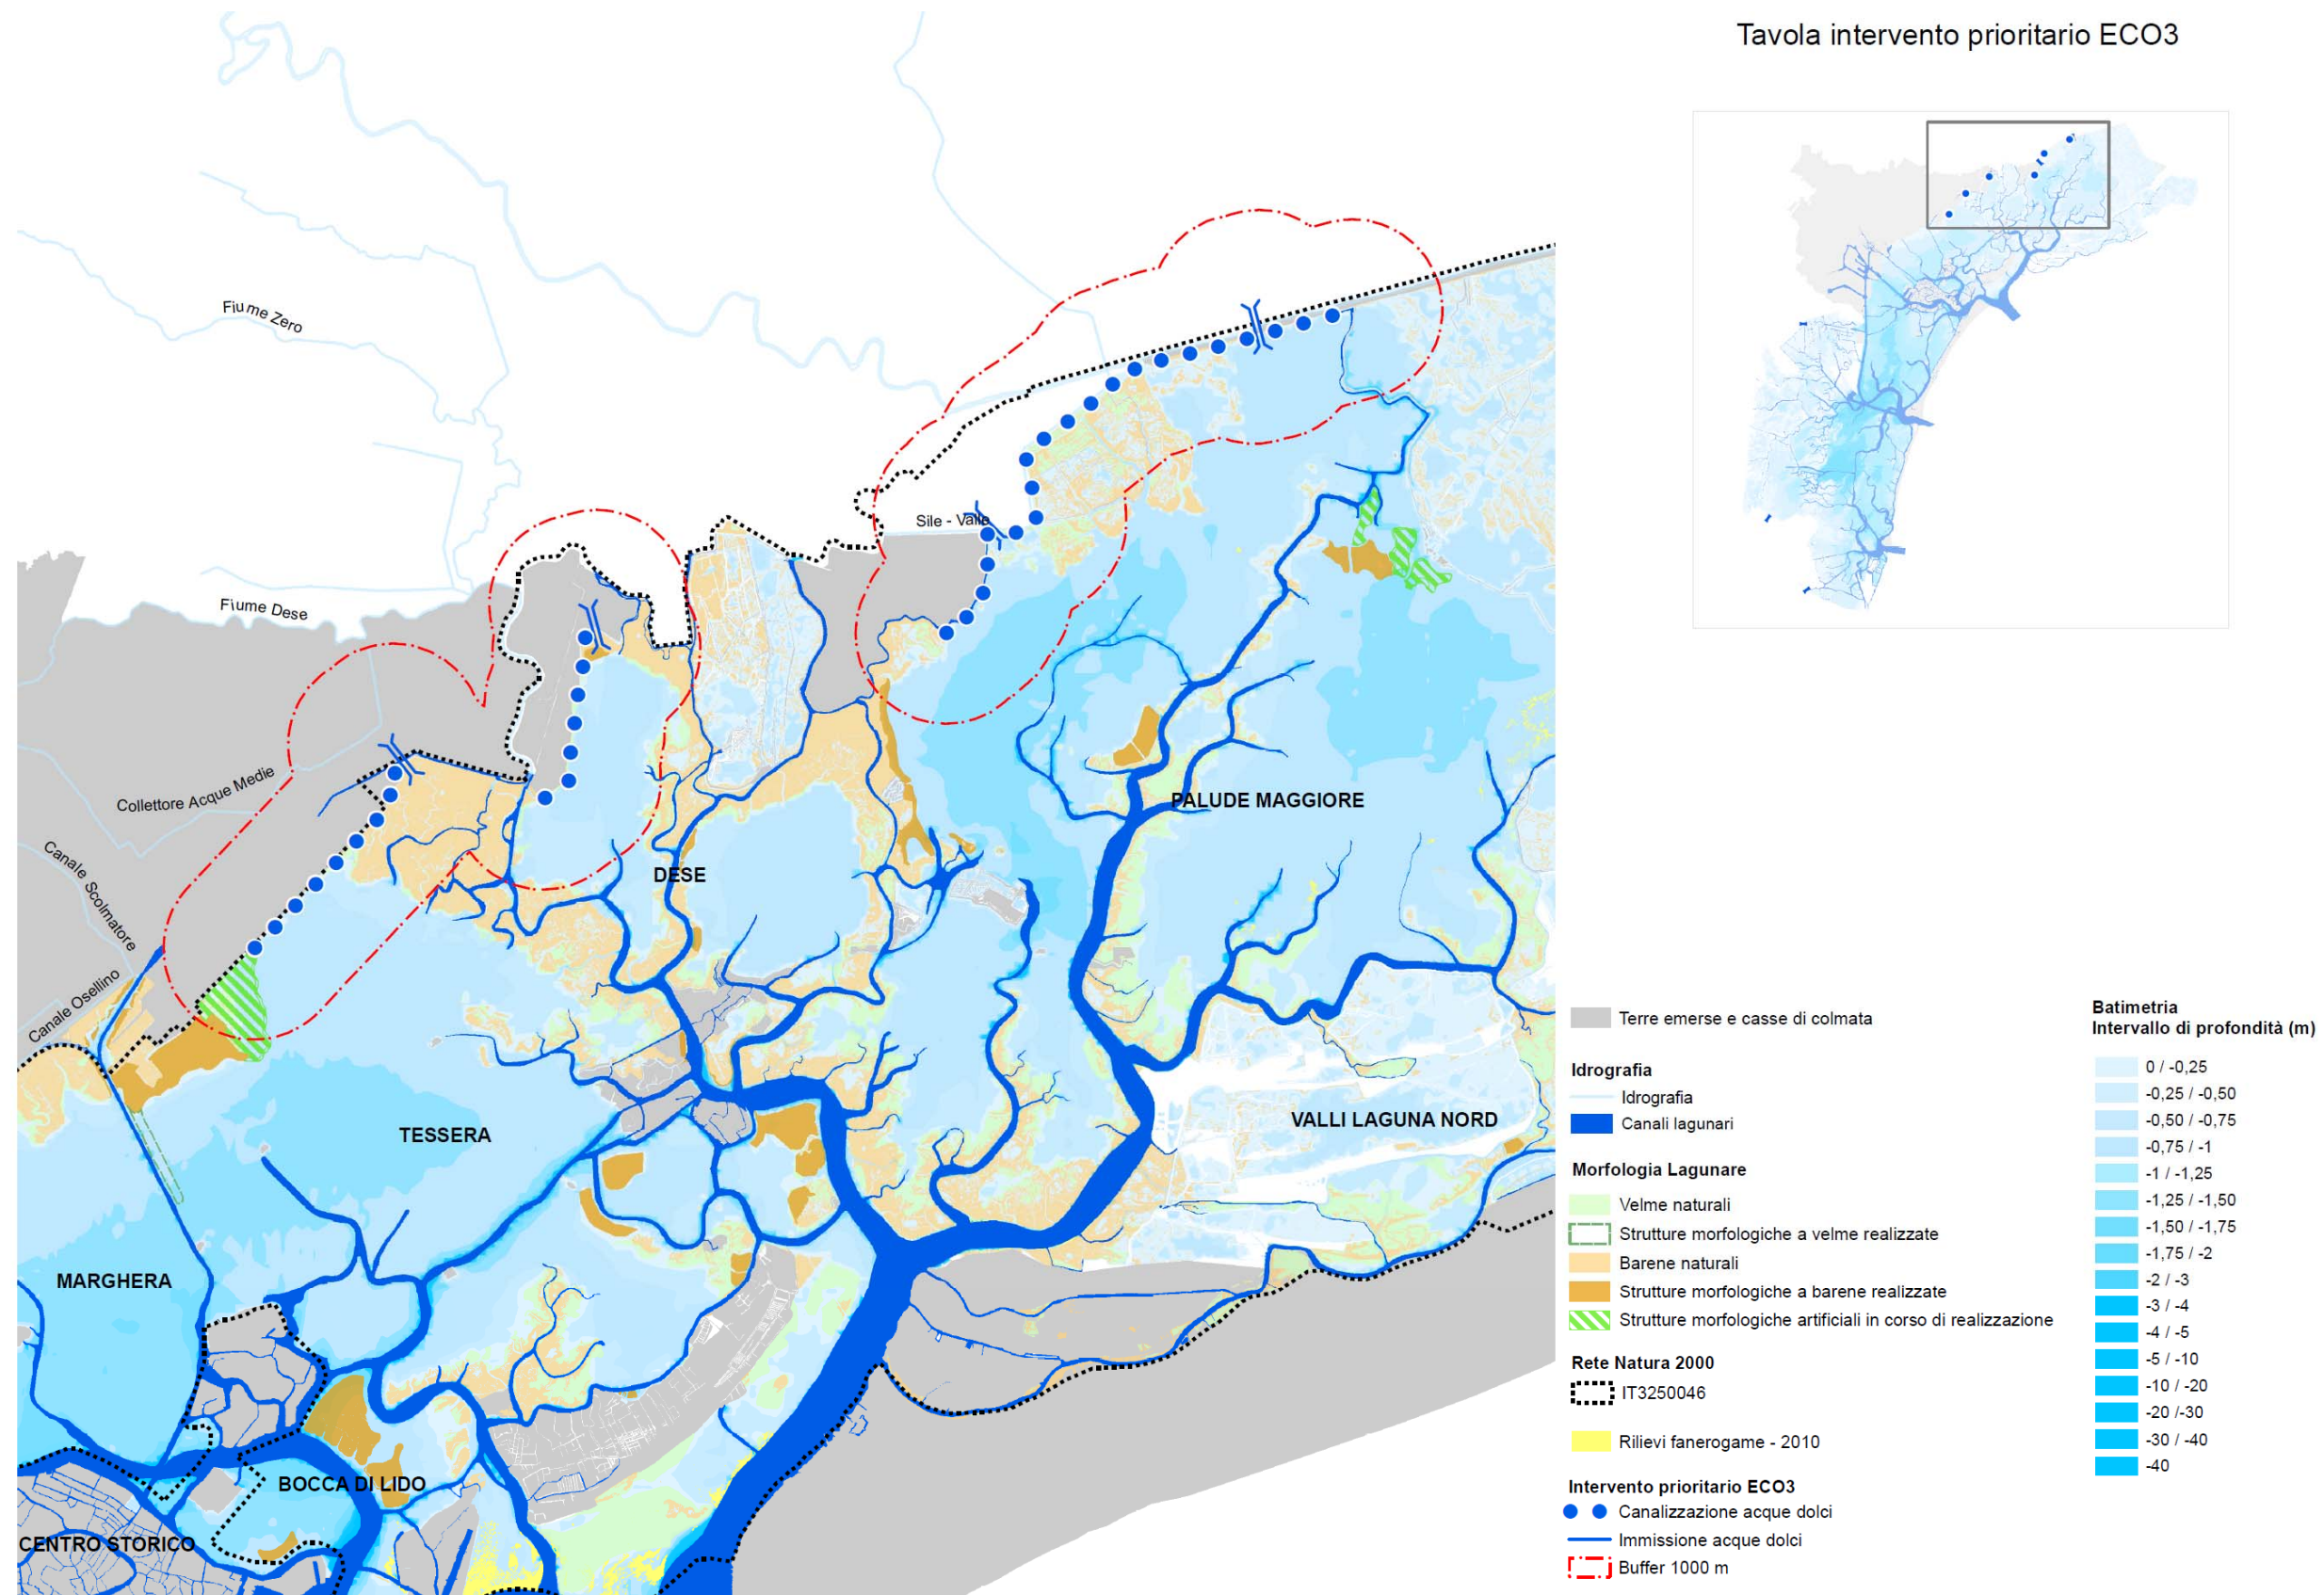 Tavola intervento prioritario ECO3
Fiume Zero
Fiume Dese
Sile - Valle
Collettore Acque Medie
Canale Scolmatore
Canale Osellino
PALUDE MAGGIORE
DESE
TESSERA
VALLI LAGUNA NORD
MARGHERA
BOCCA DI LIDO
CENTRO STORICO
Terre emerse e casse di colmata
Idrografia
Idrografia
Canali lagunari
Morfologia Lagunare
Velme naturali
Strutture morfologiche a velme realizzate
Barene naturali
Strutture morfologiche a barene realizzate
Strutture morfologiche artificiali in corso di realizzazione
Rete Natura 2000
IT3250046
Rilievi fanerogame - 2010
Intervento prioritario ECO3
Canalizzazione acque dolci
Immissione acque dolci
Buffer 1000 m
Batimetria
Intervallo di profondità (m)
0 / -0,25
-0,25 / -0,50
-0,50 / -0,75
-0,75 / -1
-1 / -1,25
-1,25 / -1,50
-1,50 / -1,75
-1,75 / -2
-2 / -3
-3 / -4
-4 / -5
-5 / -10
-10 / -20
-20 /-30
-30 / -40
-40